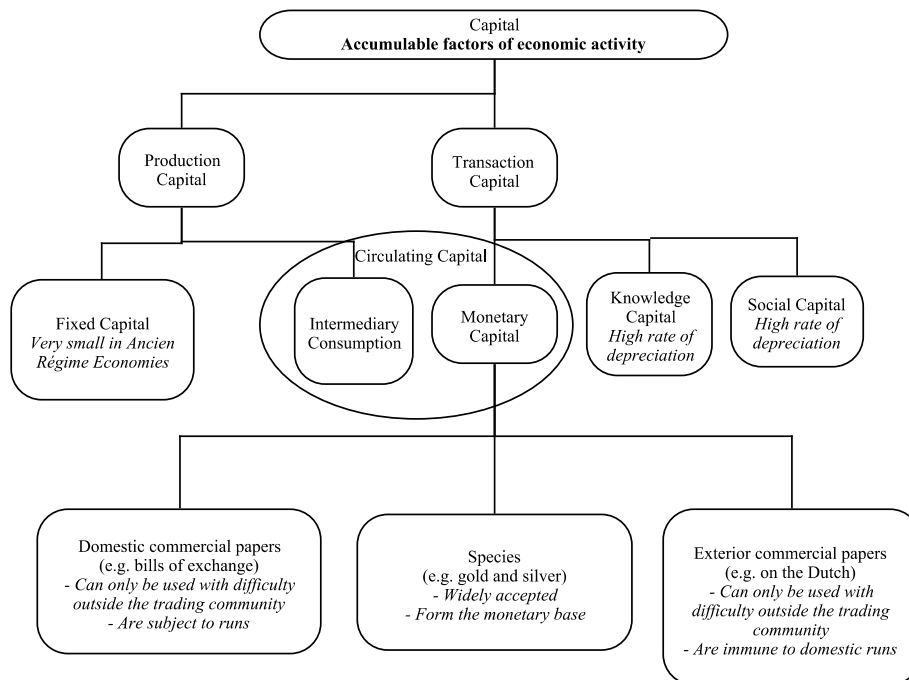 Capital
Accumulable factors of economic activity
Production
Capital
Transaction
Capital
Circulating Capital
Fixed Capital
Very small in Ancien
Régime Economies
Intermediary
Consumption
Monetary
Capital
Knowledge
Capital
High rate of
depreciation
Social Capital
High rate of
depreciation
Domestic commercial papers
(e.g. bills of exchange)
- Can only be used with difficulty
outside the trading community
- Are subject to runs
Species
(e.g. gold and silver)
- Widely accepted
- Form the monetary base
Exterior commercial papers
(e.g. on the Dutch)
- Can only be used with
difficulty outside the trading
community
- Are immune to domestic runs